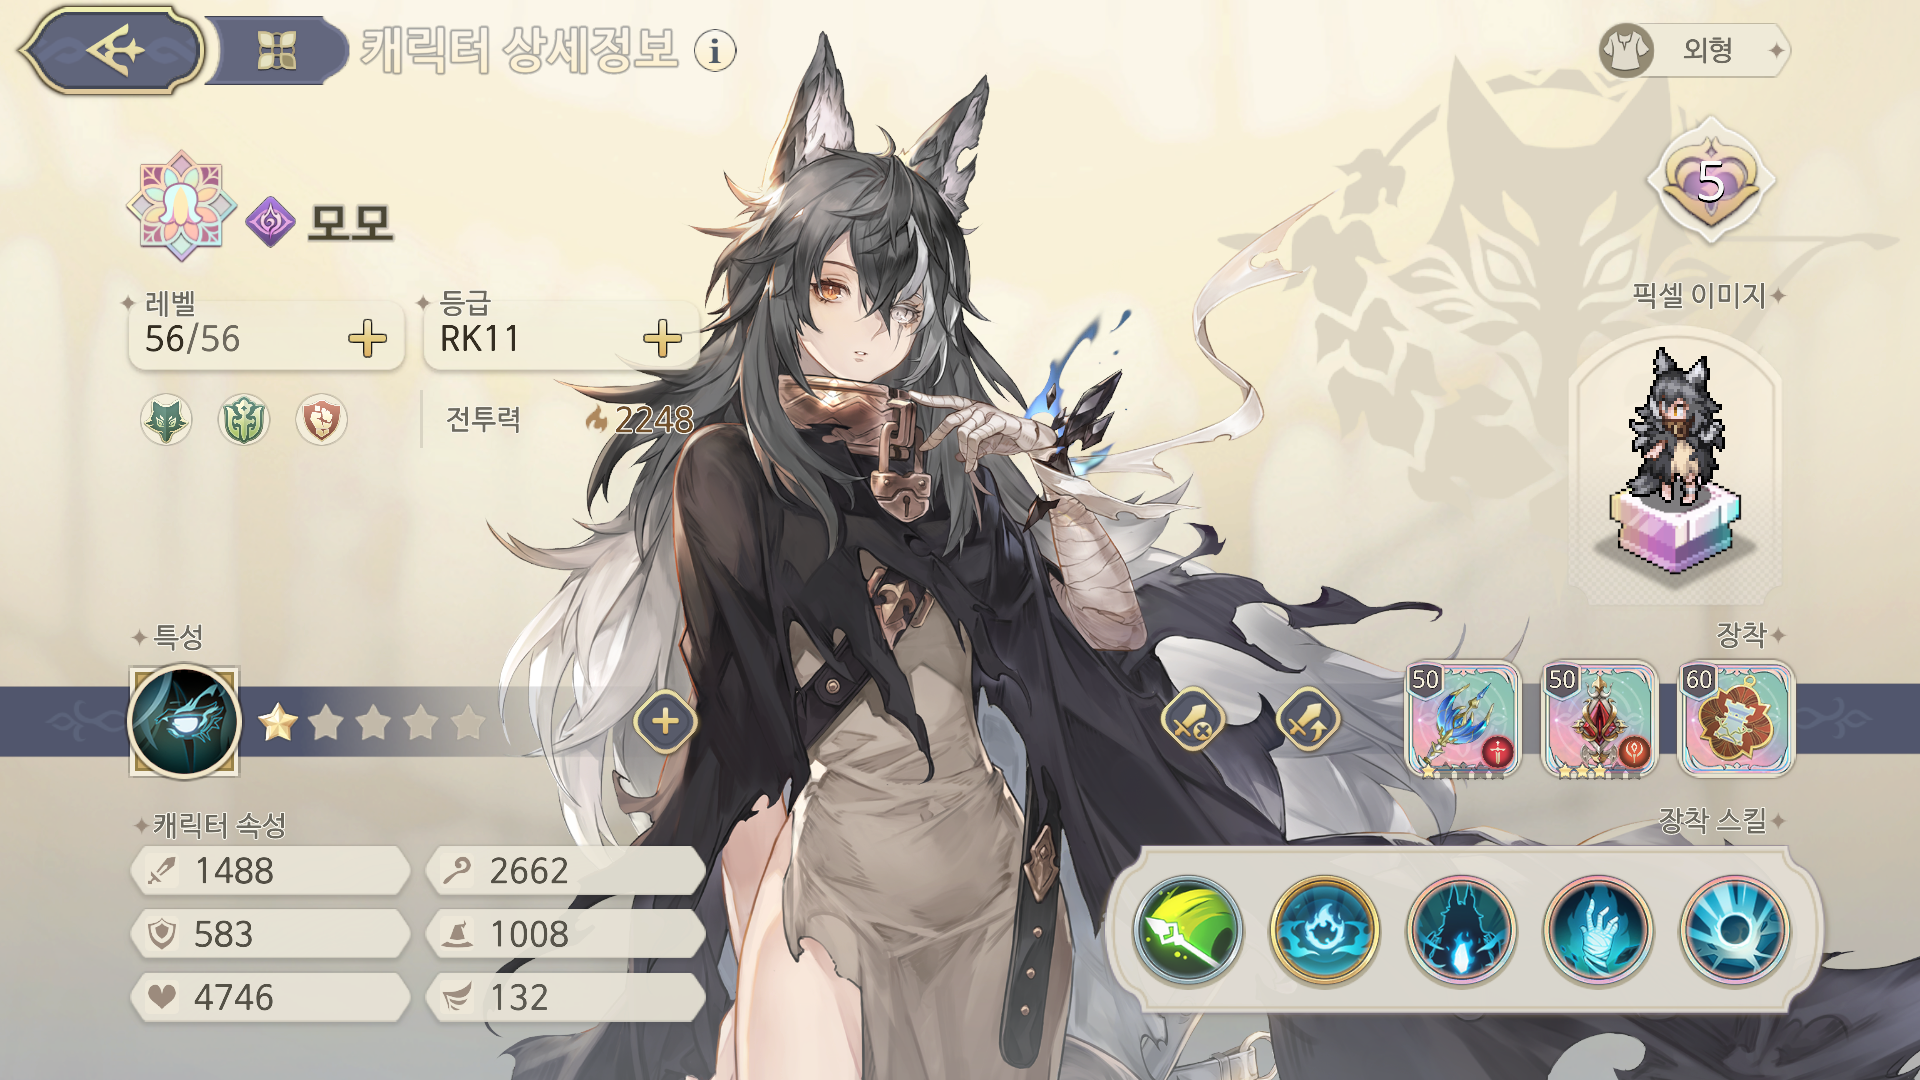 캐릭터 상세정보
i
외형
5
모모
레벨
56/56
등급
RK11
전투력
2248
픽셀 이미지
특성
장착
50
50
60
캐릭터 속성
1488
2662
583
1008
4746
132
장착 스킬